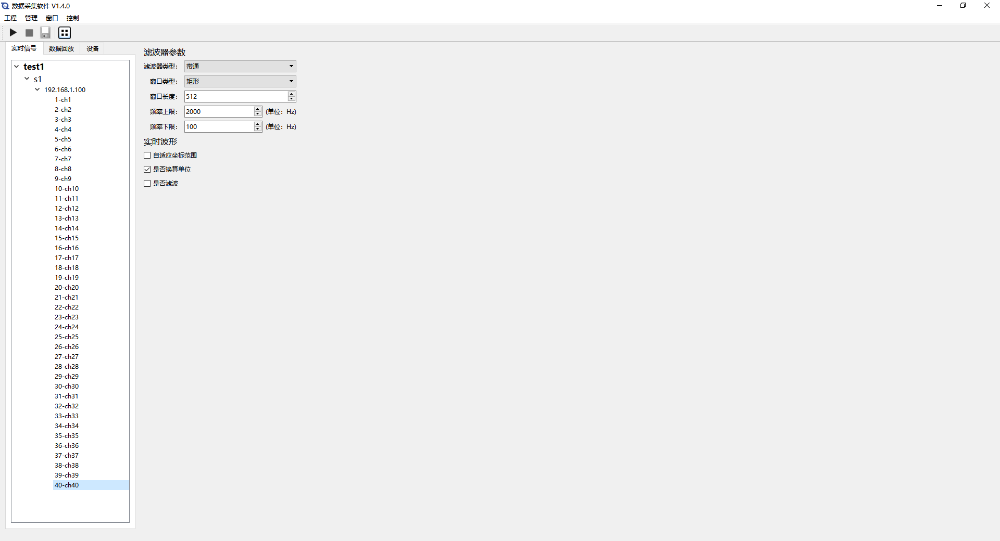 数据采集软件 V1.4.0
工程 管理 窗口 控制
实时信号 数据回放 设备
test1
s1
192.168.1.100
1-ch1
2-ch2
3-ch3
4-ch4
5-ch5
6-ch6
7-ch7
8-ch8
9-ch9
10-ch10
11-ch11
12-ch12
13-ch13
14-ch14
15-ch15
16-ch16
17-ch17
18-ch18
19-ch19
20-ch20
21-ch21
22-ch22
23-ch23
24-ch24
25-ch25
26-ch26
27-ch27
28-ch28
29-ch29
30-ch30
31-ch31
32-ch32
33-ch33
34-ch34
35-ch35
36-ch36
37-ch37
38-ch38
39-ch39
40-ch40
滤波器参数
滤波器类型： 带通
窗口类型： 矩形
窗口长度： 512
频率上限： 2000 (单位：Hz)
频率下限： 100 (单位：Hz)
实时波形
自适应坐标范围
是否换算单位
是否滤波